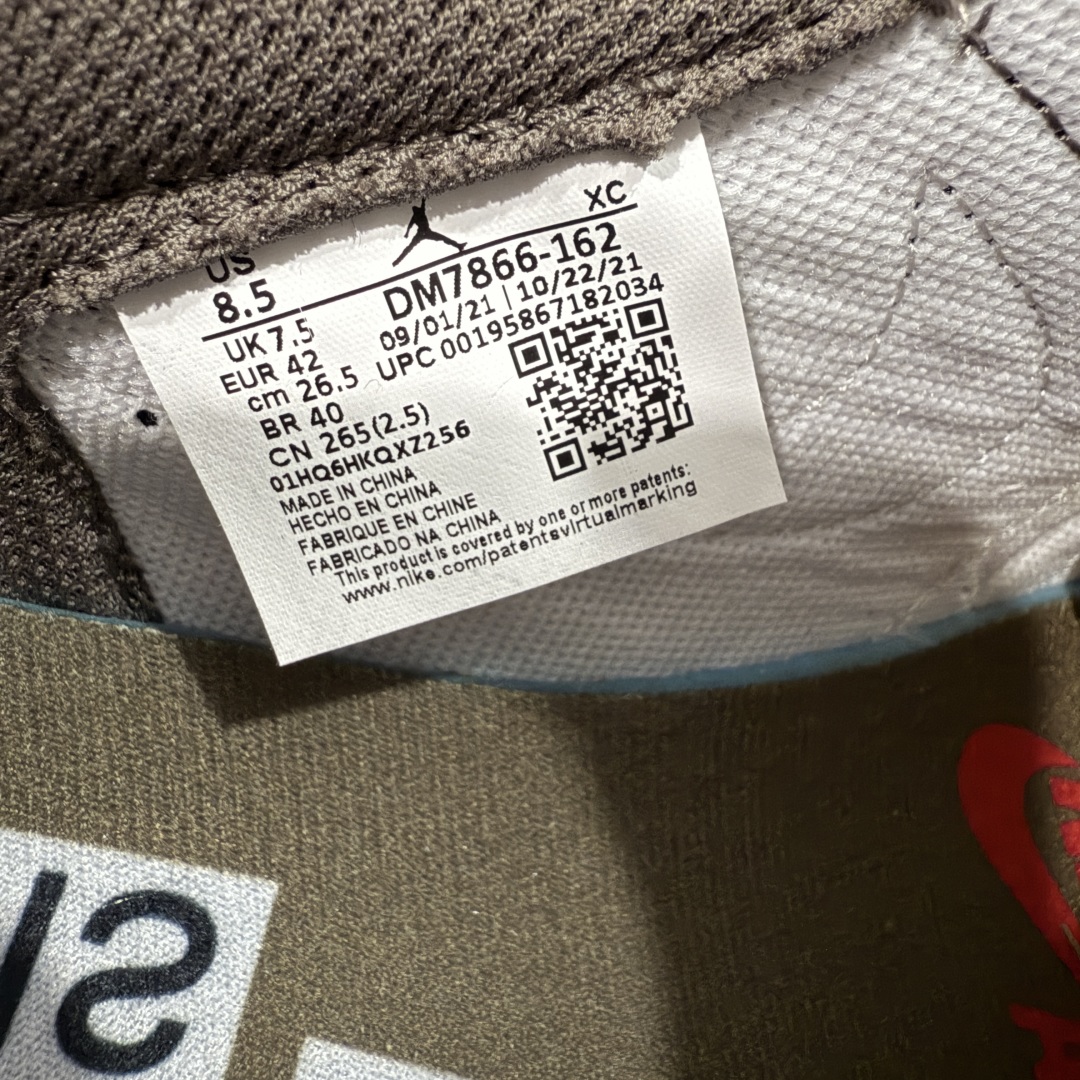 XC
US
8.5
DM7866-162
09/01/21 | 10/22/21
UPC 00195867182034
UK 7.5
EUR 42
cm 26.5
BR 40
CN 265(2.5)
01HQ6HKQXZ256
MADE IN CHINA
HECHO EN CHINA
FABRIQUE EN CHINE
FABRICADO NA CHINA
This product is covered by one or more patents:
www.nike.com/patentsvirtualmarking